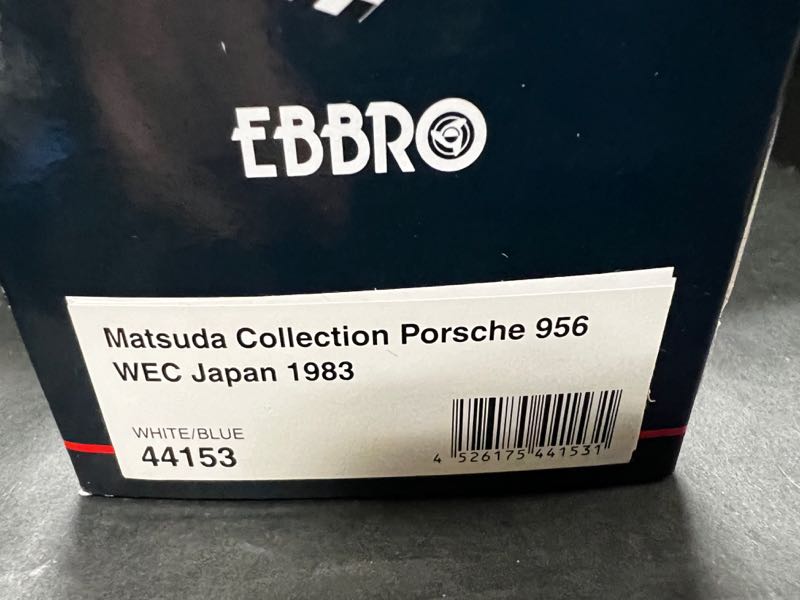 EBBRO
Matsuda Collection Porsche 956
WEC Japan 1983
WHITE/BLUE
44153
4 526175 441531